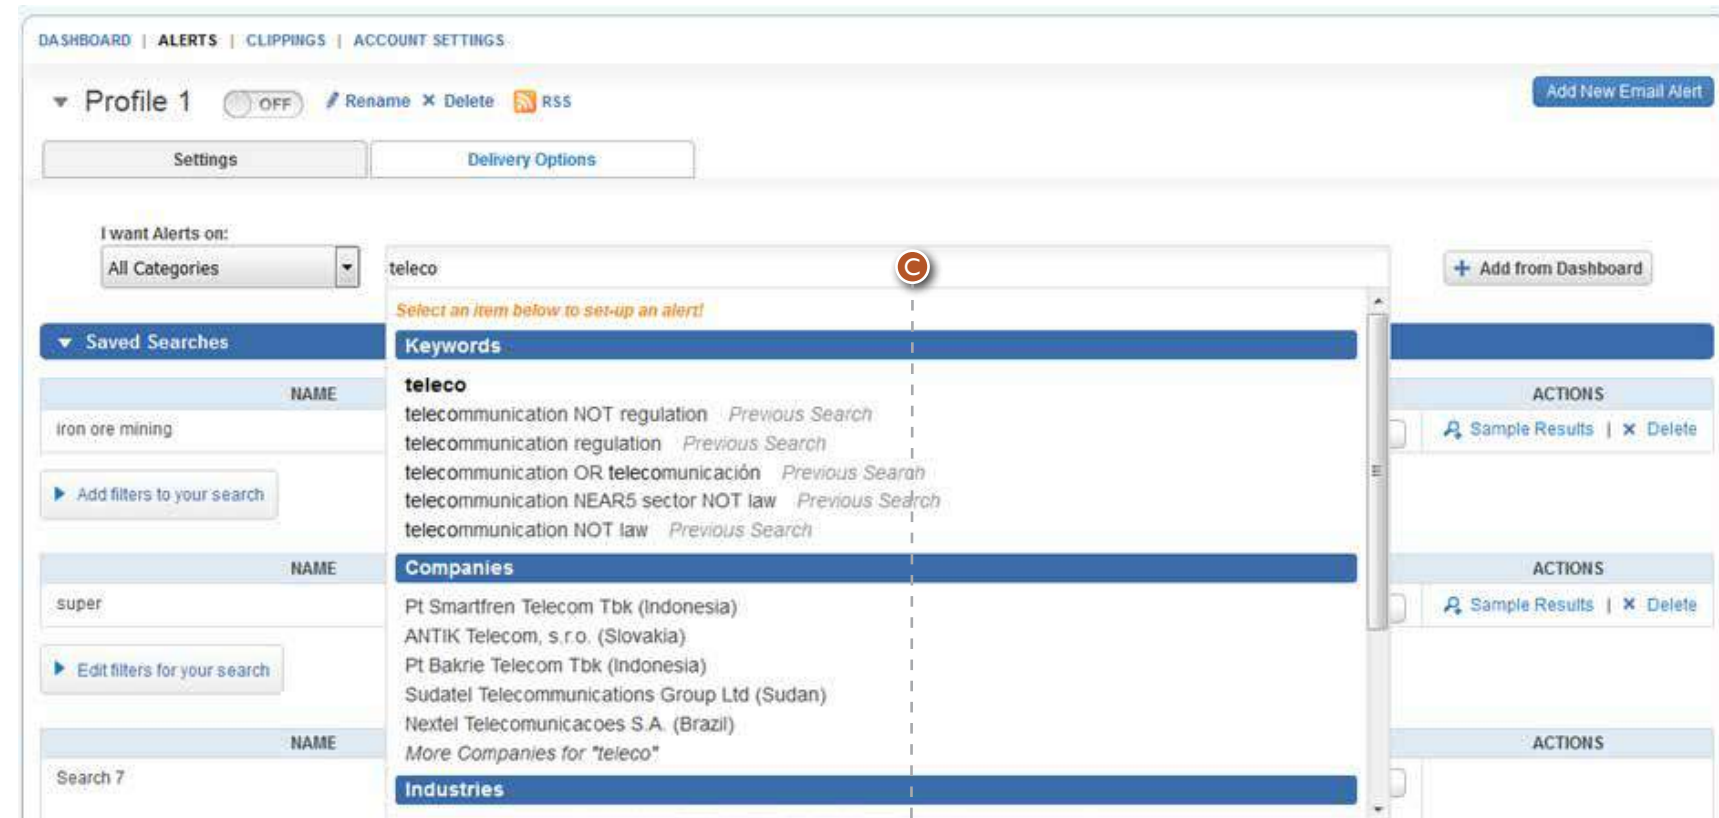 DASHBOARD | ALERTS | CLIPPINGS | ACCOUNT SETTINGS
Profile 1 OFF Rename × Delete RSS
Add New Email Alert
Settings
Delivery Options
I want Alerts on:
All Categories
teleco
C
+ Add from Dashboard
Select an item below to set-up an alert!
Saved Searches
Keywords
teleco
telecommunication NOT regulation Previous Search
telecommunication regulation Previous Search
telecommunication OR telecomunicación Previous Search
telecommunication NEAR5 sector NOT law Previous Search
telecommunication NOT law Previous Search
NAME
ACTIONS
iron ore mining
Sample Results | × Delete
Add filters to your search
Companies
Pt Smartfren Telecom Tbk (Indonesia)
ANTIK Telecom, s.r.o. (Slovakia)
Pt Bakrie Telecom Tbk (Indonesia)
Sudatel Telecommunications Group Ltd (Sudan)
Nextel Telecomunicacoes S.A. (Brazil)
More Companies for "teleco"
NAME
ACTIONS
super
Sample Results | × Delete
Edit filters for your search
Industries
NAME
ACTIONS
Search 7